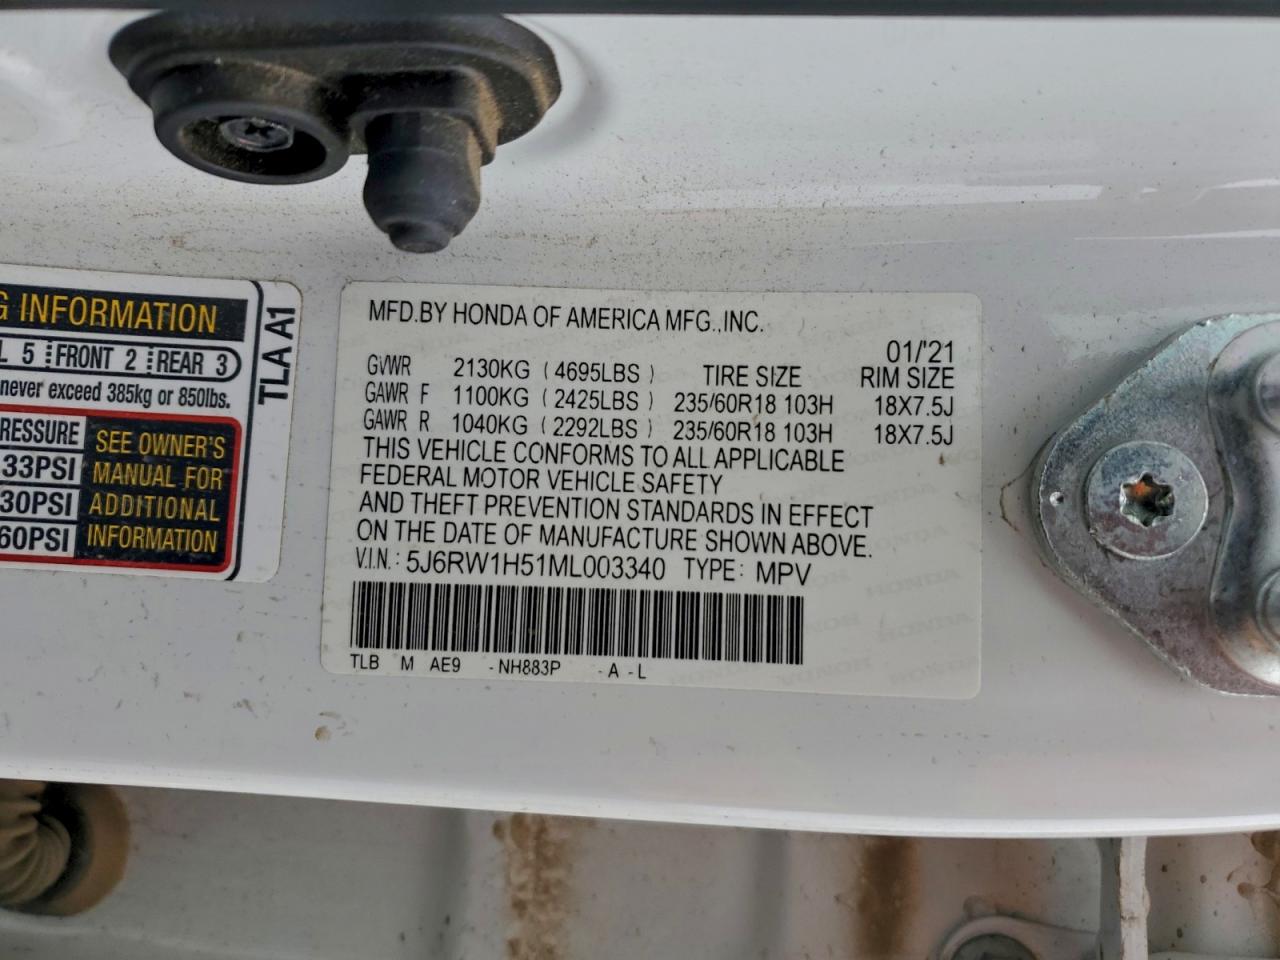 G INFORMATION
L 5 FRONT 2 REAR 3
never exceed 385kg or 850lbs.
RESSURE
33PSI
30PSI
60PSI
SEE OWNER'S
MANUAL FOR
ADDITIONAL
INFORMATION
TLA A1
MFD.BY HONDA OF AMERICA MFG.,INC.
01/'21
GVWR 2130KG (4695LBS) TIRE SIZE RIM SIZE
GAWR F 1100KG (2425LBS) 235/60R18 103H 18X7.5J
GAWR R 1040KG (2292LBS) 235/60R18 103H 18X7.5J
THIS VEHICLE CONFORMS TO ALL APPLICABLE
FEDERAL MOTOR VEHICLE SAFETY
AND THEFT PREVENTION STANDARDS IN EFFECT
ON THE DATE OF MANUFACTURE SHOWN ABOVE.
V.I.N.: 5J6RW1H51ML003340 TYPE: MPV
TLB M AE9 -NH883P -A -L